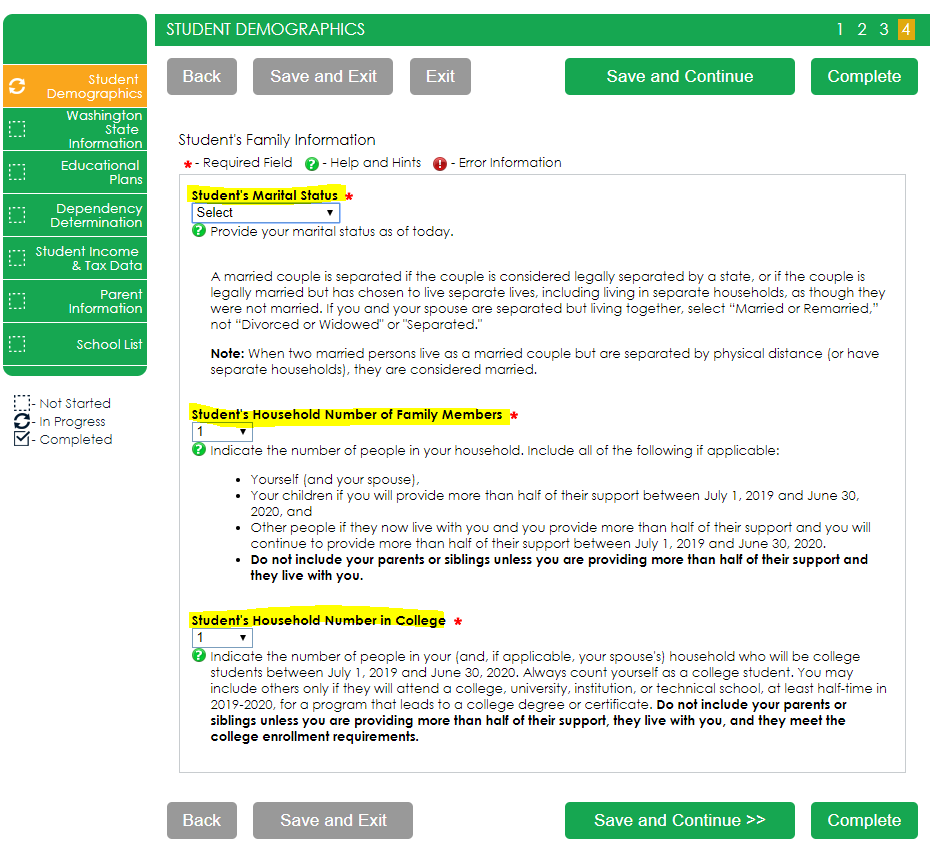 STUDENT DEMOGRAPHICS
1 2 3 4
Back
Save and Exit
Exit
Save and Continue
Complete
Student
Demographics
Washington
State
Information
Educational
Plans
Dependency
Determination
Student Income
& Tax Data
Parent
Information
School List
- Not Started
- In Progress
- Completed
Student's Family Information
* - Required Field ? - Help and Hints ! - Error Information
Student's Marital Status *
Select
? Provide your marital status as of today.
A married couple is separated if the couple is considered legally separated by a state, or if the couple is
legally married but has chosen to live separate lives, including living in separate households, as though they
were not married. If you and your spouse are separated but living together, select “Married or Remarried,”
not “Divorced or Widowed" or "Separated."
Note: When two married persons live as a married couple but are separated by physical distance (or have
separate households), they are considered married.
Student's Household Number of Family Members *
1
? Indicate the number of people in your household. Include all of the following if applicable:
• Yourself (and your spouse),
• Your children if you will provide more than half of their support between July 1, 2019 and June 30,
2020, and
• Other people if they now live with you and you provide more than half of their support and you will
continue to provide more than half of their support between July 1, 2019 and June 30, 2020.
• Do not include your parents or siblings unless you are providing more than half of their support and
they live with you.
Student's Household Number in College *
1
? Indicate the number of people in your (and, if applicable, your spouse's) household who will be college
students between July 1, 2019 and June 30, 2020. Always count yourself as a college student. You may
include others only if they will attend a college, university, institution, or technical school, at least half-time in
2019-2020, for a program that leads to a college degree or certificate. Do not include your parents or
siblings unless you are providing more than half of their support, they live with you, and they meet the
college enrollment requirements.
Back
Save and Exit
Save and Continue >>
Complete